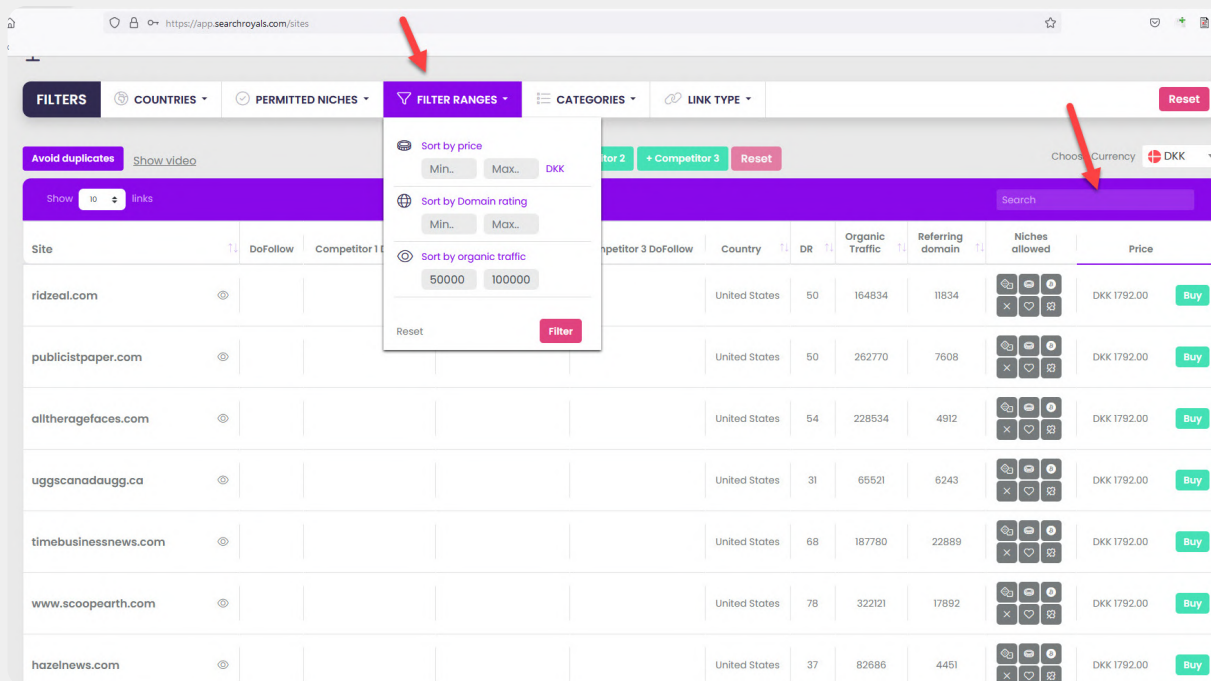 https://app.searchroyals.com/sites
FILTERS COUNTRIES PERMITTED NICHES FILTER RANGES CATEGORIES LINK TYPE Reset
Avoid duplicates Show video + Competitor 3 Reset Choose Currency DKK
Show 10 links Search
Sort by price
Min.. Max.. DKK
Sort by Domain rating
Min.. Max..
Sort by organic traffic
50000 100000
Reset Filter
Site DoFollow Competitor 1 DoFollow Country DR Organic Traffic Referring domain Niches allowed Price
ridzeal.com United States 50 164834 11834 DKK 1792.00 Buy
publicistpaper.com United States 50 262770 7608 DKK 1792.00 Buy
alltheragefaces.com United States 54 228534 4912 DKK 1792.00 Buy
uggscanadaugg.ca United States 31 65521 6243 DKK 1792.00 Buy
timebusinessnews.com United States 68 187780 22889 DKK 1792.00 Buy
www.scoopearth.com United States 78 322121 17892 DKK 1792.00 Buy
hazelnews.com United States 37 82686 4451 DKK 1792.00 Buy